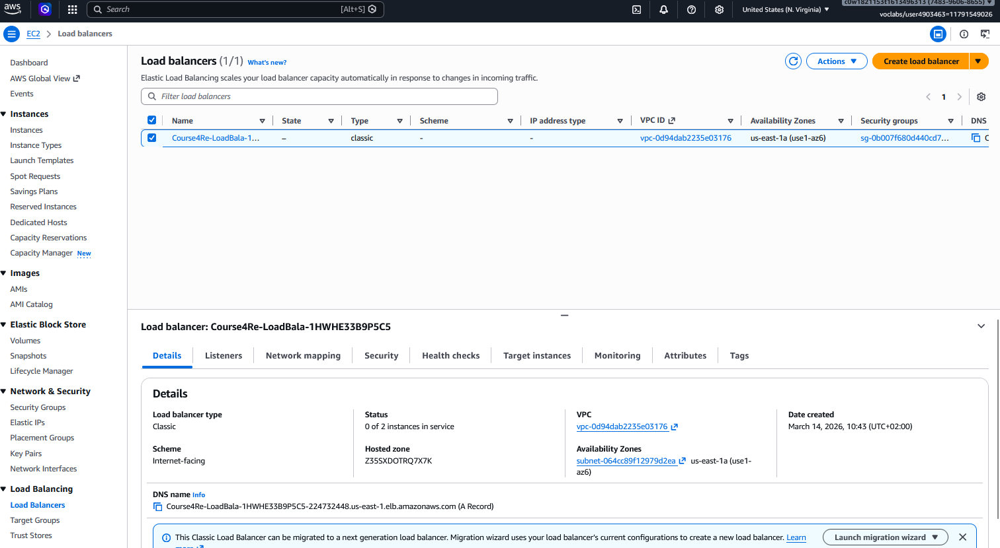 aws
Search
[Alt+S]
United States (N. Virginia)
c0w1821153t1613496313 (7483-9606-8655)
voclabs/user4903463=11791549026
EC2
Load balancers
Dashboard
AWS Global View
Events
Instances
Instances
Instance Types
Launch Templates
Spot Requests
Savings Plans
Reserved Instances
Dedicated Hosts
Capacity Reservations
Capacity Manager New
Images
AMIs
AMI Catalog
Elastic Block Store
Volumes
Snapshots
Lifecycle Manager
Network & Security
Security Groups
Elastic IPs
Placement Groups
Key Pairs
Network Interfaces
Load Balancing
Load Balancers
Target Groups
Trust Stores
Load balancers (1/1) What's new?
Actions
Create load balancer
Elastic Load Balancing scales your load balancer capacity automatically in response to changes in incoming traffic.
Filter load balancers
1
Name State Type Scheme IP address type VPC ID Availability Zones Security groups DNS
Course4Re-LoadBala-1... – classic - - vpc-0d94dab2235e03176 us-east-1a (use1-az6) sg-0b007f680d440cd7... C
Load balancer: Course4Re-LoadBala-1HWHE33B9P5C5
Details Listeners Network mapping Security Health checks Target instances Monitoring Attributes Tags
Details
Load balancer type
Classic
Status
0 of 2 instances in service
VPC
vpc-0d94dab2235e03176
Date created
March 14, 2026, 10:43 (UTC+02:00)
Scheme
Internet-facing
Hosted zone
Z35SXDOTRQ7X7K
Availability Zones
subnet-064cc89f12979d2ea us-east-1a (use1-
az6)
DNS name Info
Course4Re-LoadBala-1HWHE33B9P5C5-224732448.us-east-1.elb.amazonaws.com (A Record)
This Classic Load Balancer can be migrated to a next generation load balancer. Migration wizard uses your load balancer's current configurations to create a new load balancer. Learn
more
Launch migration wizard